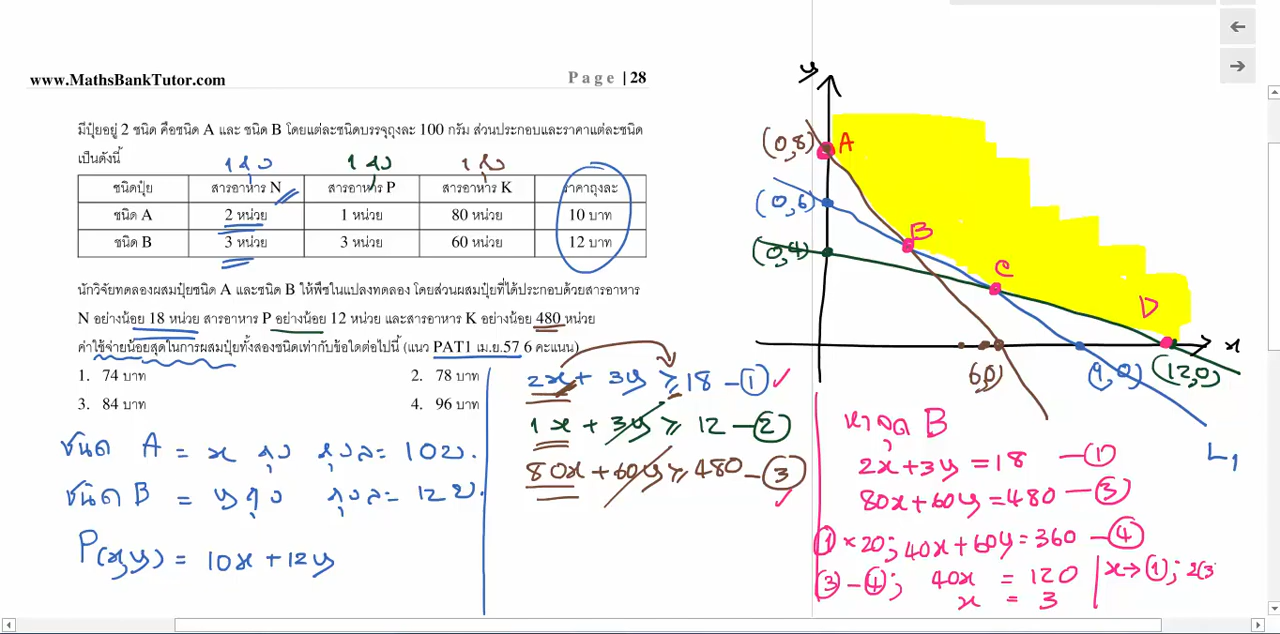 www.MathsBankTutor.com
Page | 28
มีปุ๋ยอยู่ 2 ชนิด คือชนิด A และ ชนิด B โดยแต่ละชนิดบรรจุถุงละ 100 กรัม ส่วนประกอบและราคาแต่ละชนิด
เป็นดังนี้
1 ถุง 1 ถุง 1 ถุง
ชนิดปุ๋ย สารอาหาร N สารอาหาร P สารอาหาร K ราคาถุงละ
ชนิด A 2 หน่วย 1 หน่วย 80 หน่วย 10 บาท
ชนิด B 3 หน่วย 3 หน่วย 60 หน่วย 12 บาท
นักวิจัยทดลองผสมปุ๋ยชนิด A และชนิด B ให้พืชในแปลงทดลอง โดยส่วนผสมปุ๋ยที่ได้ประกอบด้วยสารอาหาร
N อย่างน้อย 18 หน่วย สารอาหาร P อย่างน้อย 12 หน่วย และสารอาหาร K อย่างน้อย 480 หน่วย
ค่าใช้จ่ายน้อยสุดในการผสมปุ๋ยทั้งสองชนิดเท่ากับข้อใดต่อไปนี้ (แนว PAT1 เม.ย.57 6 คะแนน)
1. 74 บาท 2. 78 บาท
3. 84 บาท 4. 96 บาท
ชนิด A = x ถุง ถุงละ = 10 บ.
ชนิด B = y ถุง ถุงละ = 12 บ.
P(x,y) = 10x + 12y
2x + 3y ≥ 18 – ①
1x + 3y ≥ 12 – ②
80x + 60y ≥ 480 – ③
y
(0,8) A
(0,6)
B
(0,4)
C
D
x
(6,0) (9,0) (12,0)
L1
หาจุด B
2x + 3y = 18 – ①
80x + 60y = 480 – ③
① × 20; 40x + 60y = 360 – ④
③ – ④; 40x = 120
x = 3
x → ①; 2(3